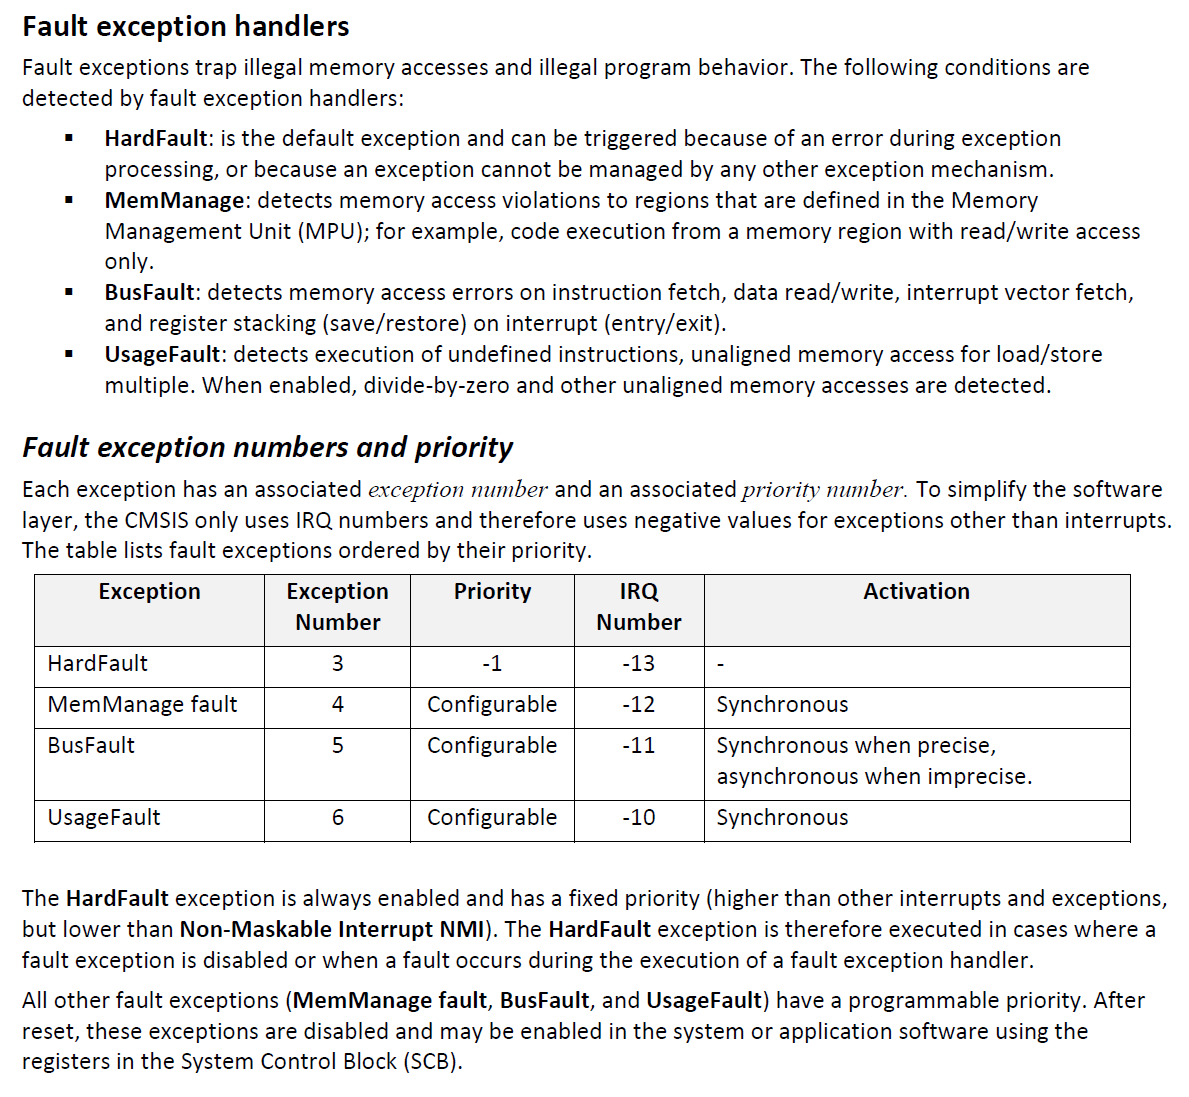 Fault exception handlers
Fault exceptions trap illegal memory accesses and illegal program behavior. The following conditions are
detected by fault exception handlers:
▪ HardFault: is the default exception and can be triggered because of an error during exception
processing, or because an exception cannot be managed by any other exception mechanism.
▪ MemManage: detects memory access violations to regions that are defined in the Memory
Management Unit (MPU); for example, code execution from a memory region with read/write access
only.
▪ BusFault: detects memory access errors on instruction fetch, data read/write, interrupt vector fetch,
and register stacking (save/restore) on interrupt (entry/exit).
▪ UsageFault: detects execution of undefined instructions, unaligned memory access for load/store
multiple. When enabled, divide-by-zero and other unaligned memory accesses are detected.
Fault exception numbers and priority
Each exception has an associated exception number and an associated priority number. To simplify the software
layer, the CMSIS only uses IRQ numbers and therefore uses negative values for exceptions other than interrupts.
The table lists fault exceptions ordered by their priority.
Exception Exception Priority IRQ Activation
Number Number
HardFault 3 -1 -13 -
MemManage fault 4 Configurable -12 Synchronous
BusFault 5 Configurable -11 Synchronous when precise,
asynchronous when imprecise.
UsageFault 6 Configurable -10 Synchronous
The HardFault exception is always enabled and has a fixed priority (higher than other interrupts and exceptions,
but lower than Non-Maskable Interrupt NMI). The HardFault exception is therefore executed in cases where a
fault exception is disabled or when a fault occurs during the execution of a fault exception handler.
All other fault exceptions (MemManage fault, BusFault, and UsageFault) have a programmable priority. After
reset, these exceptions are disabled and may be enabled in the system or application software using the
registers in the System Control Block (SCB).